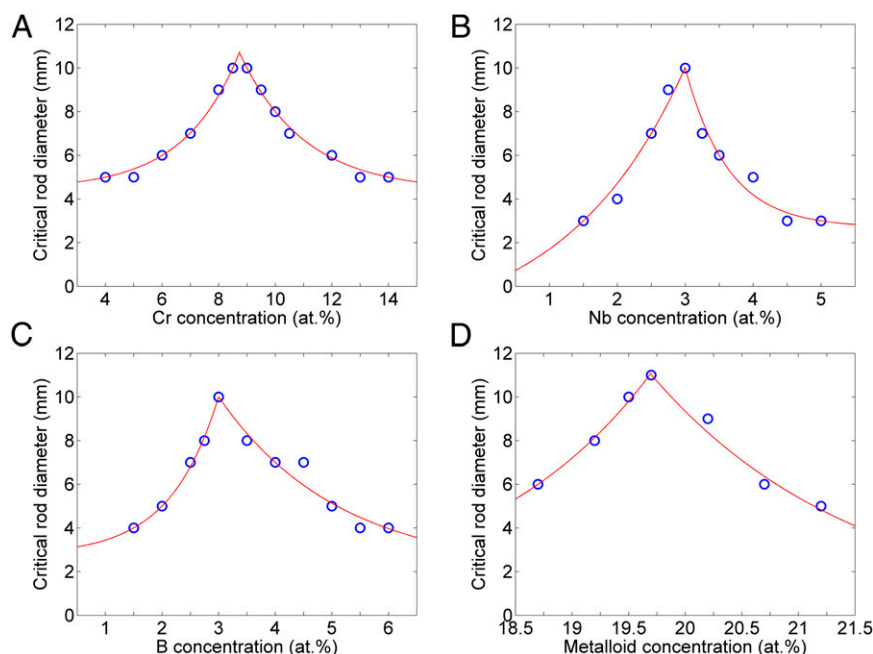 A
B
12
10
8
6
4
2
0
Critical rod diameter (mm)
4 6 8 10 12 14
Cr concentration (at.%)
12
10
8
6
4
2
0
Critical rod diameter (mm)
1 2 3 4 5
Nb concentration (at.%)
C
D
12
10
8
6
4
2
0
Critical rod diameter (mm)
1 2 3 4 5 6
B concentration (at.%)
12
10
8
6
4
2
0
Critical rod diameter (mm)
18.5 19 19.5 20 20.5 21 21.5
Metalloid concentration (at.%)